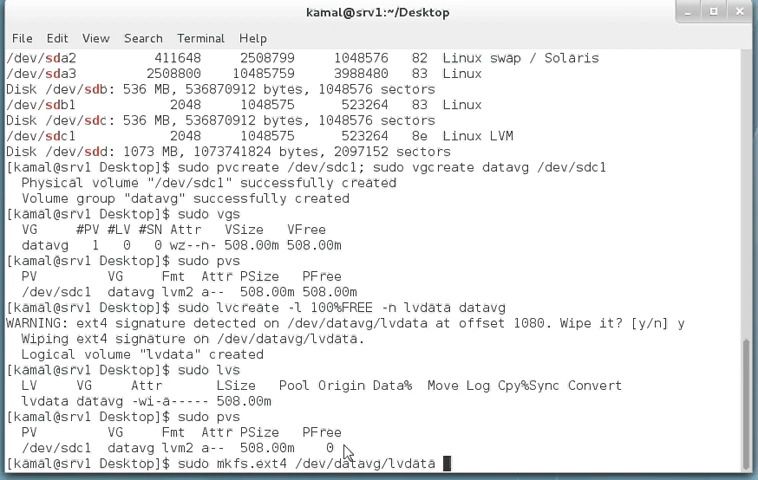 kamal@srv1:~/Desktop
File Edit View Search Terminal Help
/dev/sda2 411648 2508799 1048576 82 Linux swap / Solaris
/dev/sda3 2508800 10485759 3988480 83 Linux
Disk /dev/sdb: 536 MB, 536870912 bytes, 1048576 sectors
/dev/sdb1 2048 1048575 523264 83 Linux
Disk /dev/sdc: 536 MB, 536870912 bytes, 1048576 sectors
/dev/sdc1 2048 1048575 523264 8e Linux LVM
Disk /dev/sdd: 1073 MB, 1073741824 bytes, 2097152 sectors
[kamal@srv1 Desktop]$ sudo pvcreate /dev/sdc1; sudo vgcreate datavg /dev/sdc1
Physical volume "/dev/sdc1" successfully created
Volume group "datavg" successfully created
[kamal@srv1 Desktop]$ sudo vgs
VG #PV #LV #SN Attr VSize VFree
datavg 1 0 0 wz--n- 508.00m 508.00m
[kamal@srv1 Desktop]$ sudo pvs
PV VG Fmt Attr PSize PFree
/dev/sdc1 datavg lvm2 a-- 508.00m 508.00m
[kamal@srv1 Desktop]$ sudo lvcreate -l 100%FREE -n lvdata datavg
WARNING: ext4 signature detected on /dev/datavg/lvdata at offset 1080. Wipe it? [y/n] y
Wiping ext4 signature on /dev/datavg/lvdata.
Logical volume "lvdata" created
[kamal@srv1 Desktop]$ sudo lvs
LV VG Attr LSize Pool Origin Data% Move Log Cpy%Sync Convert
lvdata datavg -wi-a----- 508.00m
[kamal@srv1 Desktop]$ sudo pvs
PV VG Fmt Attr PSize PFree
/dev/sdc1 datavg lvm2 a-- 508.00m 0
[kamal@srv1 Desktop]$ sudo mkfs.ext4 /dev/datavg/lvdata